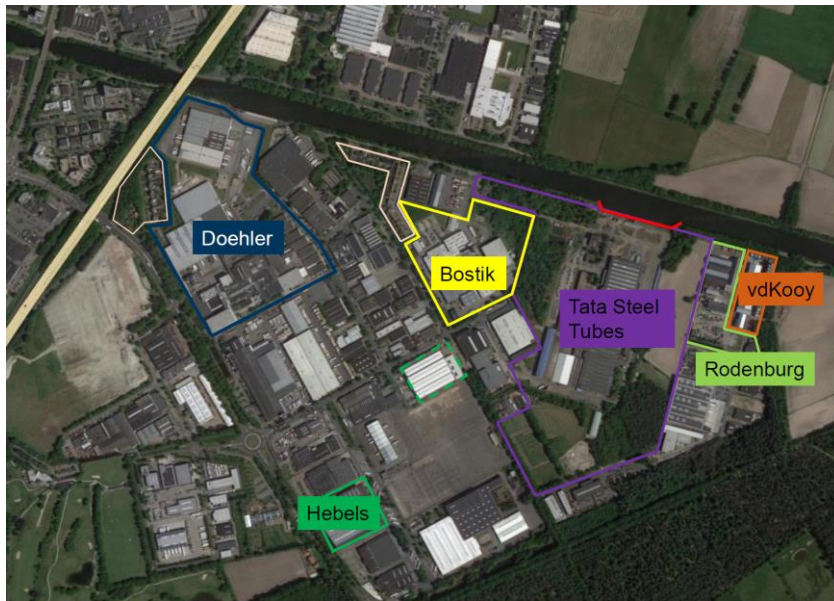 Doehler
Bostik
Tata Steel
Tubes
vdKooy
Rodenburg
Hebels